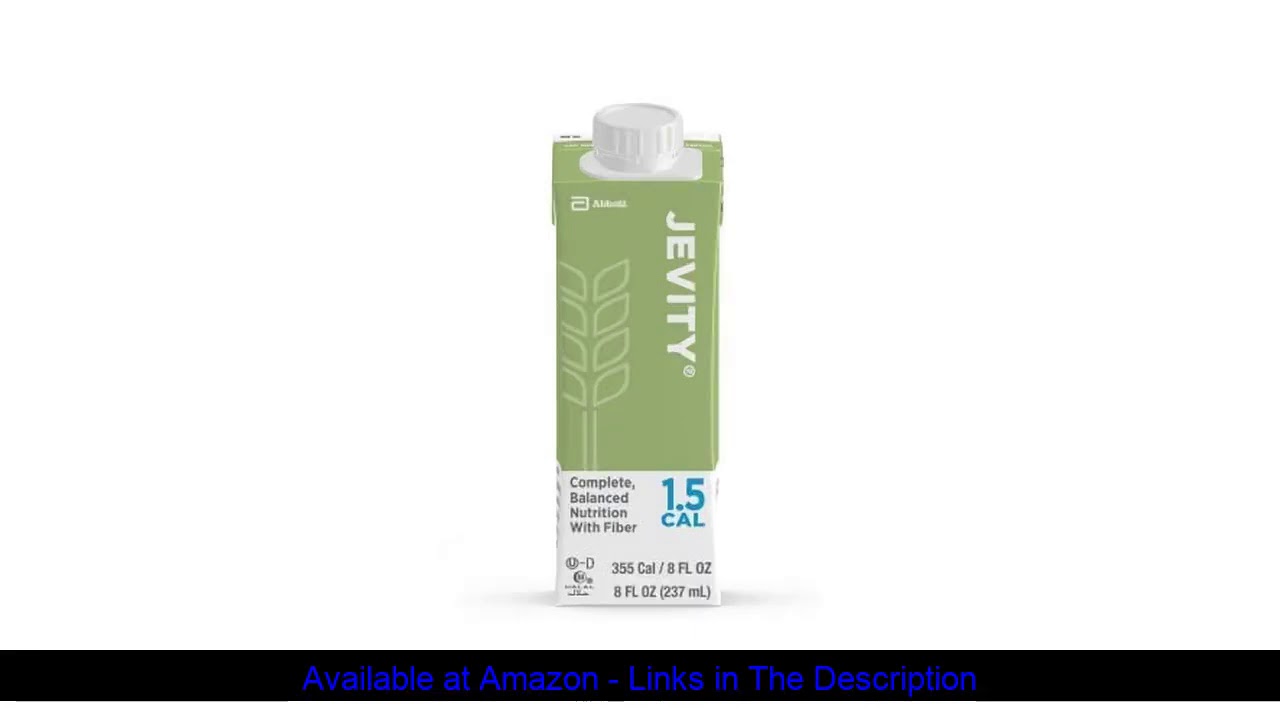 Abbott
JEVITY®
Complete,
Balanced
Nutrition
With Fiber
1.5
CAL
U-D
HALAL
355 Cal / 8 FL OZ
8 FL OZ (237 mL)
Available at Amazon - Links in The Description